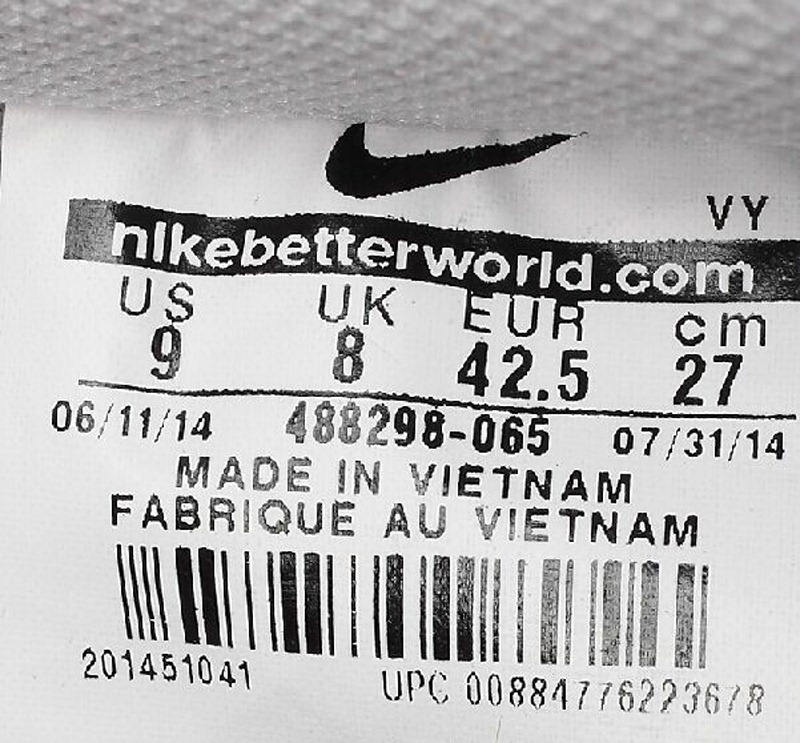 VY
nikebetterworld.com
US UK EUR cm
9 8 42.5 27
06/11/14 488298-065 07/31/14
MADE IN VIETNAM
FABRIQUE AU VIETNAM
201451041 UPC 00884776223678